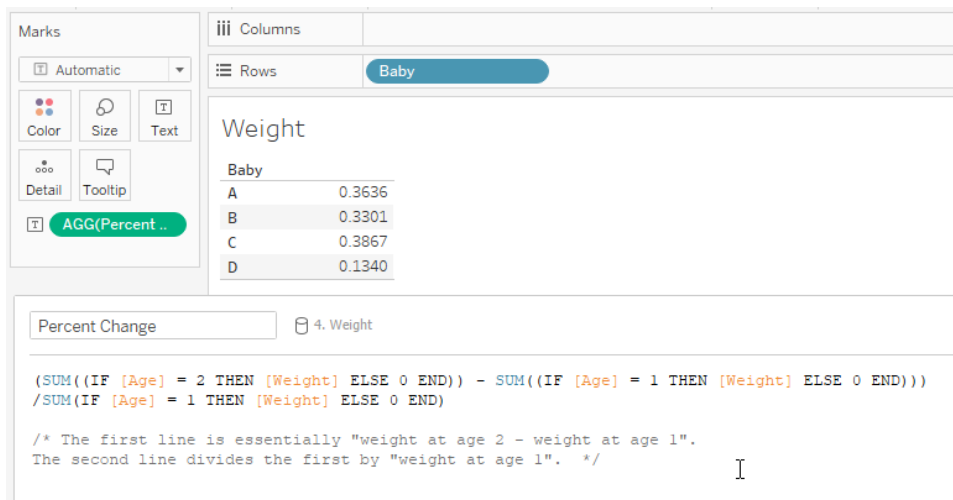 Marks
Columns
Automatic
Rows
Baby
Color
Size
Text
Detail
Tooltip
AGG(Percent ..
Weight
Baby
A 0.3636
B 0.3301
C 0.3867
D 0.1340
Percent Change
4. Weight
(SUM((IF [Age] = 2 THEN [Weight] ELSE 0 END)) - SUM((IF [Age] = 1 THEN [Weight] ELSE 0 END)))
/SUM(IF [Age] = 1 THEN [Weight] ELSE 0 END)
/* The first line is essentially "weight at age 2 - weight at age 1".
The second line divides the first by "weight at age 1".  */